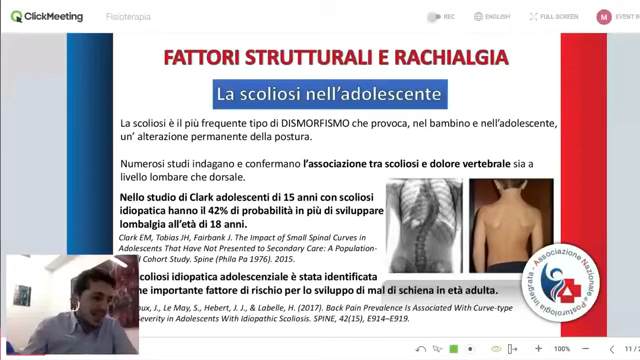 ClickMeeting
Fisioterapia
REC
ENGLISH
FULL SCREEN
M
EVENT
FATTORI STRUTTURALI E RACHIALGIA
La scoliosi nell'adolescente
La scoliosi è il più frequente tipo di DISMORFISMO che provoca, nel bambino e nell'adolescente,
un' alterazione permanente della postura.
Numerosi studi indagano e confermano l'associazione tra scoliosi e dolore vertebrale sia a
livello lombare che dorsale.
Nello studio di Clark adolescenti di 15 anni con scoliosi
idiopatica hanno il 42% di probabilità in più di sviluppare
lombalgia all'età di 18 anni.
Clark EM, Tobias JH, Fairbank J. The Impact of Small Spinal Curves in
Adolescents That Have Not Presented to Secondary Care: A Population-
Cohort Study. Spine (Phila Pa 1976). 2015.
scoliosi idiopatica adolescenziale è stata identificata
importante fattore di rischio per lo sviluppo di mal di schiena in età adulta.
J., Le May, S., Hebert, J. J., & Labelle, H. (2017). Back Pain Prevalence Is Associated With Curve-type
Severity in Adolescents With Idiopathic Scoliosis. SPINE, 42(15), E914–E919.
Associazione Nazionale
Posturologia Integrata
100%
11 / 2